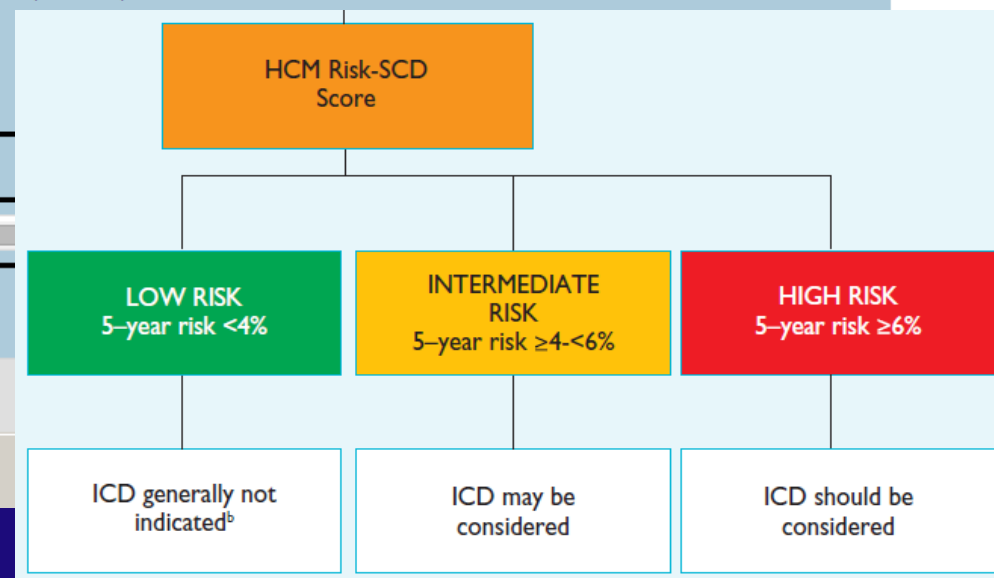 HCM Risk-SCD
Score
LOW RISK
5–year risk <4%
INTERMEDIATE
RISK
5–year risk ≥4-<6%
HIGH RISK
5–year risk ≥6%
ICD generally not
indicatedᵇ
ICD may be
considered
ICD should be
considered